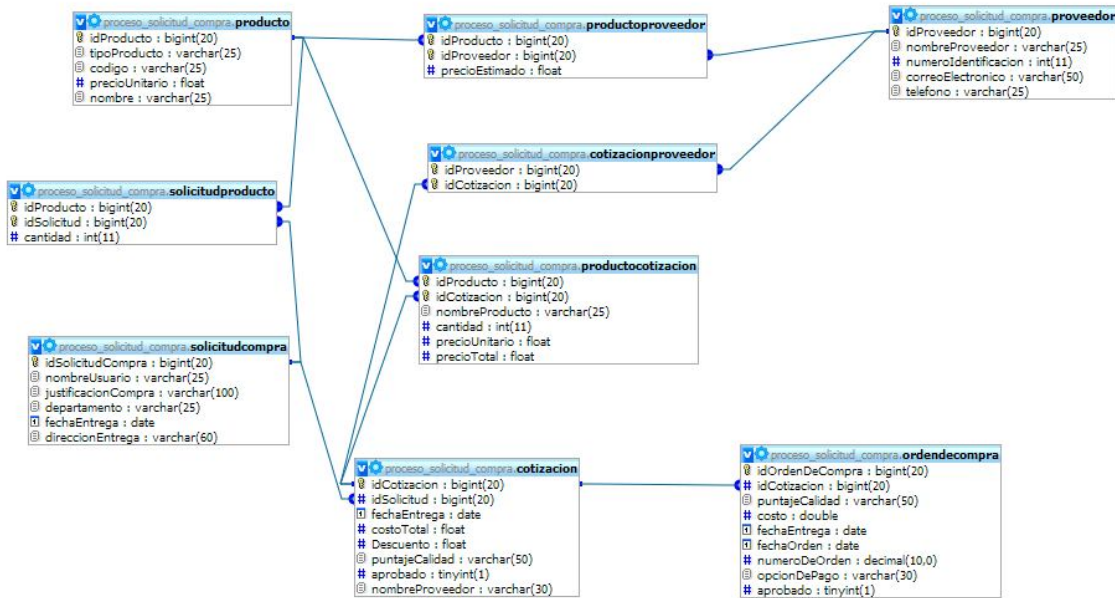 proceso_solicitud_compra.producto
idProducto : bigint(20)
tipoProducto : varchar(25)
codigo : varchar(25)
# precioUnitario : float
nombre : varchar(25)
proceso_solicitud_compra.productoproveedor
idProducto : bigint(20)
idProveedor : bigint(20)
# precioEstimado : float
proceso_solicitud_compra.proveedor
idProveedor : bigint(20)
nombreProveedor : varchar(25)
# numeroIdentificacion : int(11)
correoElectronico : varchar(50)
telefono : varchar(25)
proceso_solicitud_compra.cotizacionproveedor
idProveedor : bigint(20)
idCotizacion : bigint(20)
proceso_solicitud_compra.solicitudproducto
idProducto : bigint(20)
idSolicitud : bigint(20)
# cantidad : int(11)
proceso_solicitud_compra.productocotizacion
idProducto : bigint(20)
idCotizacion : bigint(20)
nombreProducto : varchar(25)
# cantidad : int(11)
# precioUnitario : float
# precioTotal : float
proceso_solicitud_compra.solicitudcompra
idSolicitudCompra : bigint(20)
nombreUsuario : varchar(25)
justificacionCompra : varchar(100)
departamento : varchar(25)
fechaEntrega : date
direccionEntrega : varchar(60)
proceso_solicitud_compra.cotizacion
idCotizacion : bigint(20)
# idSolicitud : bigint(20)
fechaEntrega : date
# costoTotal : float
# Descuento : float
puntajeCalidad : varchar(50)
# aprobado : tinyint(1)
nombreProveedor : varchar(30)
proceso_solicitud_compra.ordendecompra
idOrdenDeCompra : bigint(20)
# idCotizacion : bigint(20)
puntajeCalidad : varchar(50)
# costo : double
fechaEntrega : date
fechaOrden : date
# numeroDeOrden : decimal(10,0)
opcionDePago : varchar(30)
# aprobado : tinyint(1)